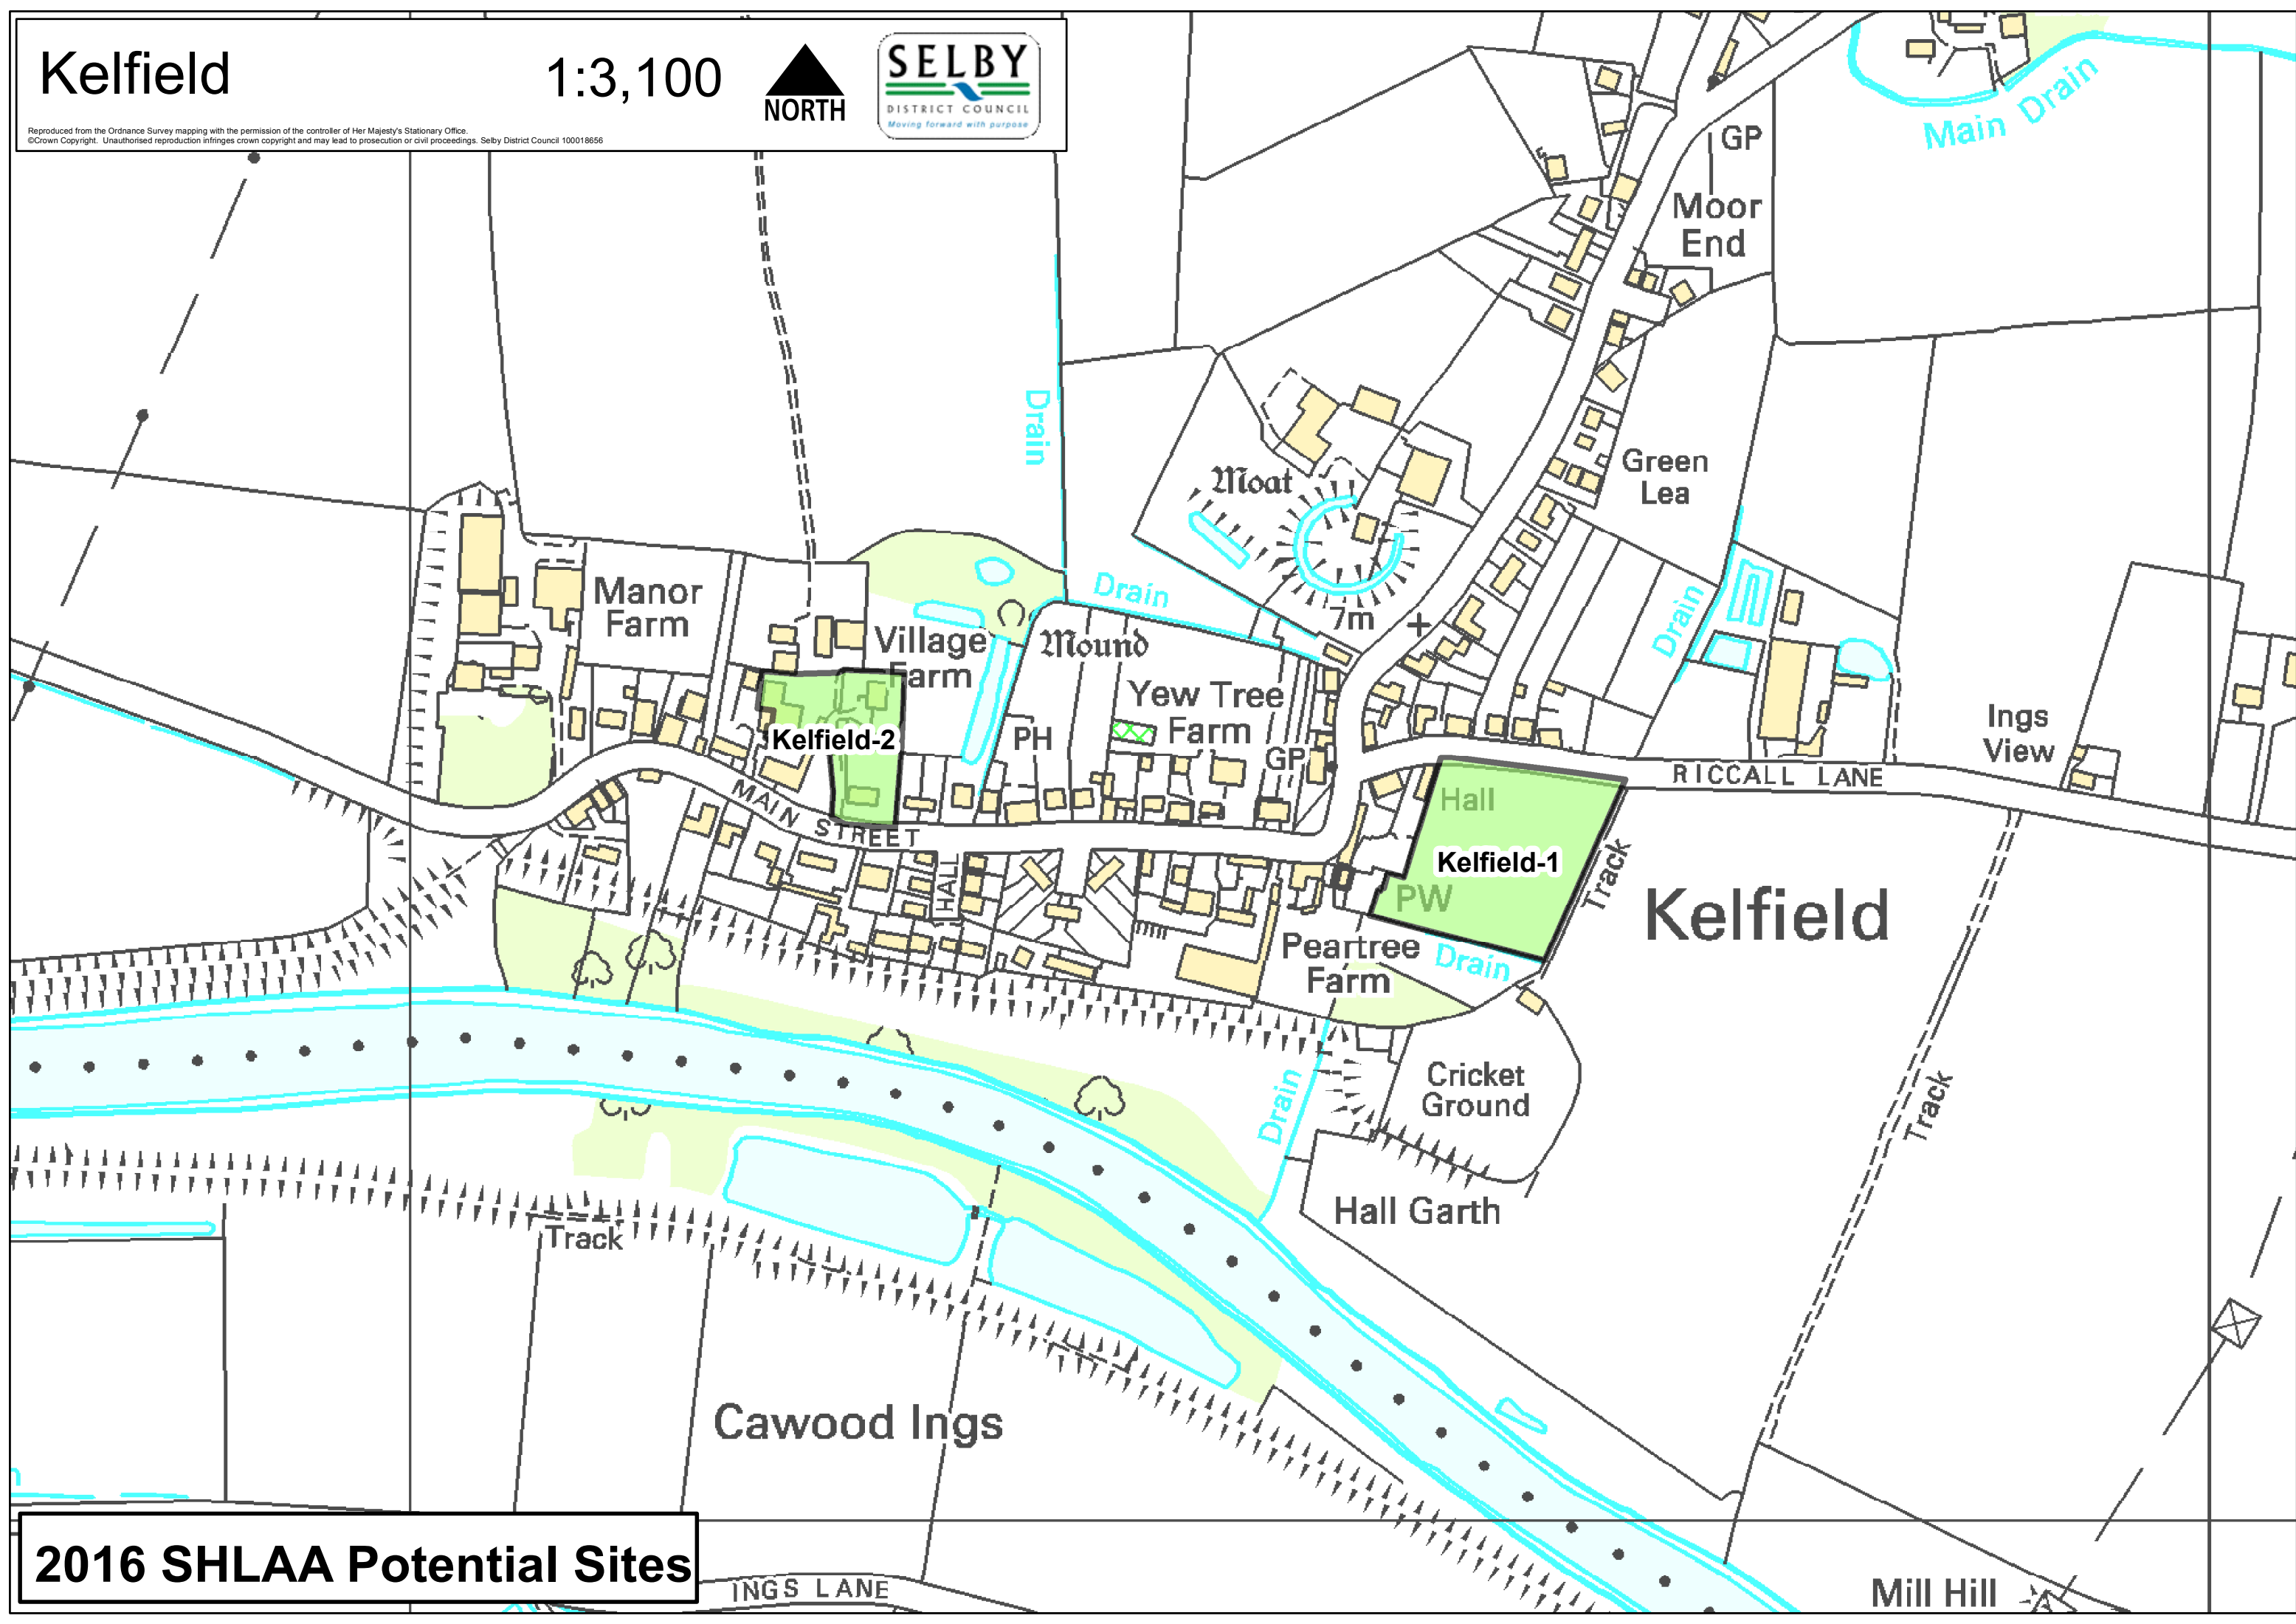 Kelfield
1:3,100
NORTH
SELBY
DISTRICT COUNCIL
Moving forward with purpose
Reproduced from the Ordnance Survey mapping with the permission of the controller of Her Majesty's Stationary Office.
©Crown Copyright. Unauthorised reproduction infringes crown copyright and may lead to prosecution or civil proceedings. Selby District Council 100018656
Main Drain
GP
Moor
End
Drain
Green
Lea
Moat
Manor
Farm
Drain
7m
Drain
Village
Farm
Mound
Yew Tree
Farm
PH
GP
Ings
View
Kelfield-2
RICCALL LANE
MAIN STREET
Hall
Kelfield-1
Track
HALL
PW
Kelfield
Peartree
Farm
Drain
Cricket
Ground
Drain
Track
Hall Garth
Track
Cawood Ings
2016 SHLAA Potential Sites
INGS LANE
Mill Hill